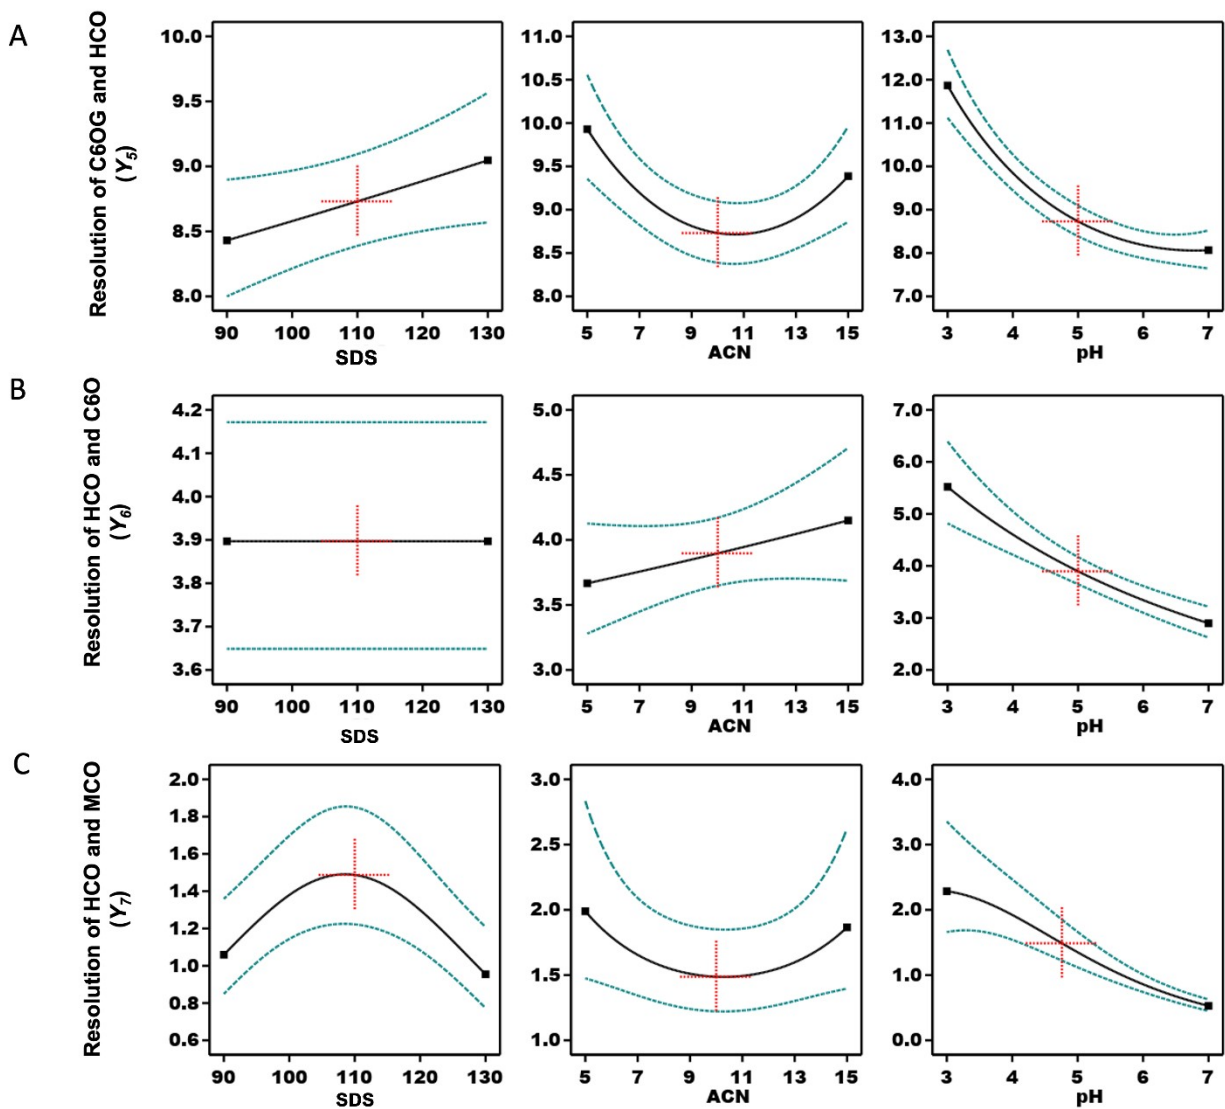 A
Resolution of C6OG and HCO
(Y5)
10.0
9.5
9.0
8.5
8.0
90 100 110 120 130
SDS
11.0
10.5
10.0
9.5
9.0
8.5
8.0
5 7 9 11 13 15
ACN
13.0
12.0
11.0
10.0
9.0
8.0
7.0
3 4 5 6 7
pH
B
Resolution of HCO and C6O
(Y6)
4.2
4.1
4.0
3.9
3.8
3.7
3.6
90 100 110 120 130
SDS
5.0
4.5
4.0
3.5
3.0
5 7 9 11 13 15
ACN
7.0
6.0
5.0
4.0
3.0
2.0
3 4 5 6 7
pH
C
Resolution of HCO and MCO
(Y7)
2.0
1.8
1.6
1.4
1.2
1.0
0.8
0.6
90 100 110 120 130
SDS
3.0
2.5
2.0
1.5
1.0
5 7 9 11 13 15
ACN
4.0
3.0
2.0
1.0
0.0
3 4 5 6 7
pH